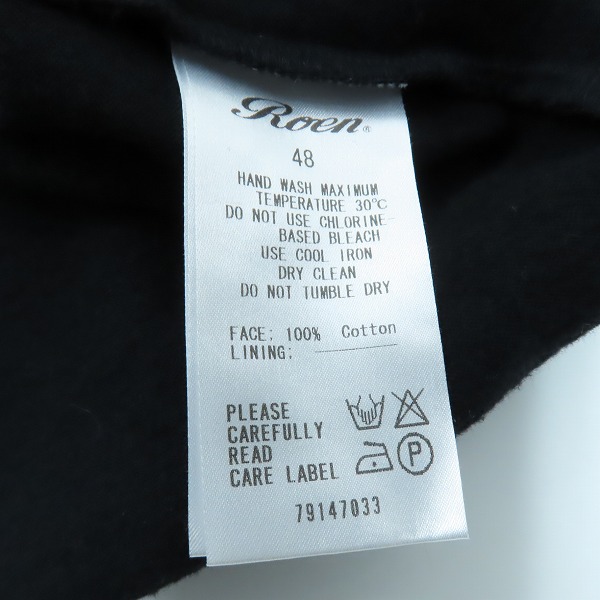 Roen®
48
HAND WASH MAXIMUM
TEMPERATURE 30℃
DO NOT USE CHLORINE-
BASED BLEACH
USE COOL IRON
DRY CLEAN
DO NOT TUMBLE DRY
FACE: 100% Cotton
LINING:
PLEASE
CAREFULLY
READ
CARE LABEL
P
79147033